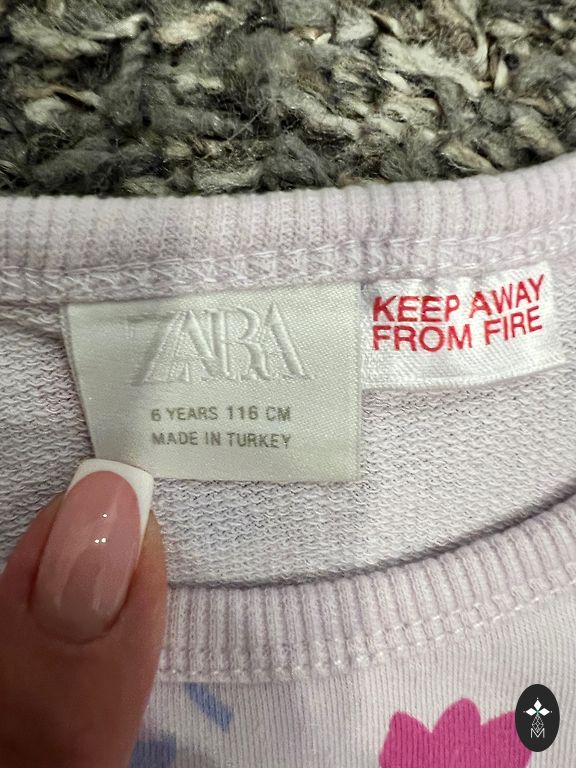 ZARA
6 YEARS 116 CM
MADE IN TURKEY
KEEP AWAY
FROM FIRE
M